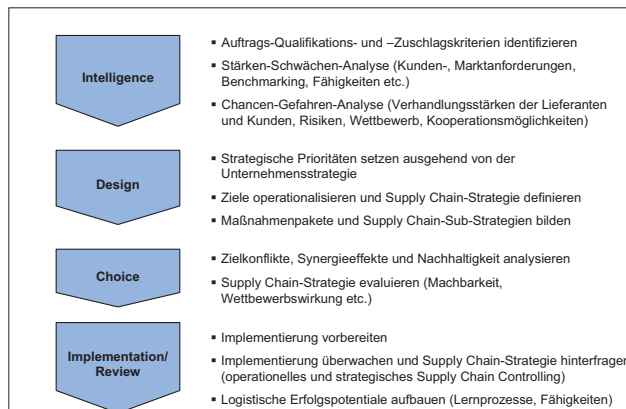 Intelligence
▪ Auftrags-Qualifikations- und –Zuschlagskriterien identifizieren
▪ Stärken-Schwächen-Analyse (Kunden-, Marktanforderungen,
Benchmarking, Fähigkeiten etc.)
▪ Chancen-Gefahren-Analyse (Verhandlungsstärken der Lieferanten
und Kunden, Risiken, Wettbewerb, Kooperationsmöglichkeiten)
Design
▪ Strategische Prioritäten setzen ausgehend von der
Unternehmensstrategie
▪ Ziele operationalisieren und Supply Chain-Strategie definieren
▪ Maßnahmenpakete und Supply Chain-Sub-Strategien bilden
Choice
▪ Zielkonflikte, Synergieeffekte und Nachhaltigkeit analysieren
▪ Supply Chain-Strategie evaluieren (Machbarkeit,
Wettbewerbswirkung etc.)
Implementation/
Review
▪ Implementierung vorbereiten
▪ Implementierung überwachen und Supply Chain-Strategie hinterfragen
(operationelles und strategisches Supply Chain Controlling)
▪ Logistische Erfolgspotentiale aufbauen (Lernprozesse, Fähigkeiten)